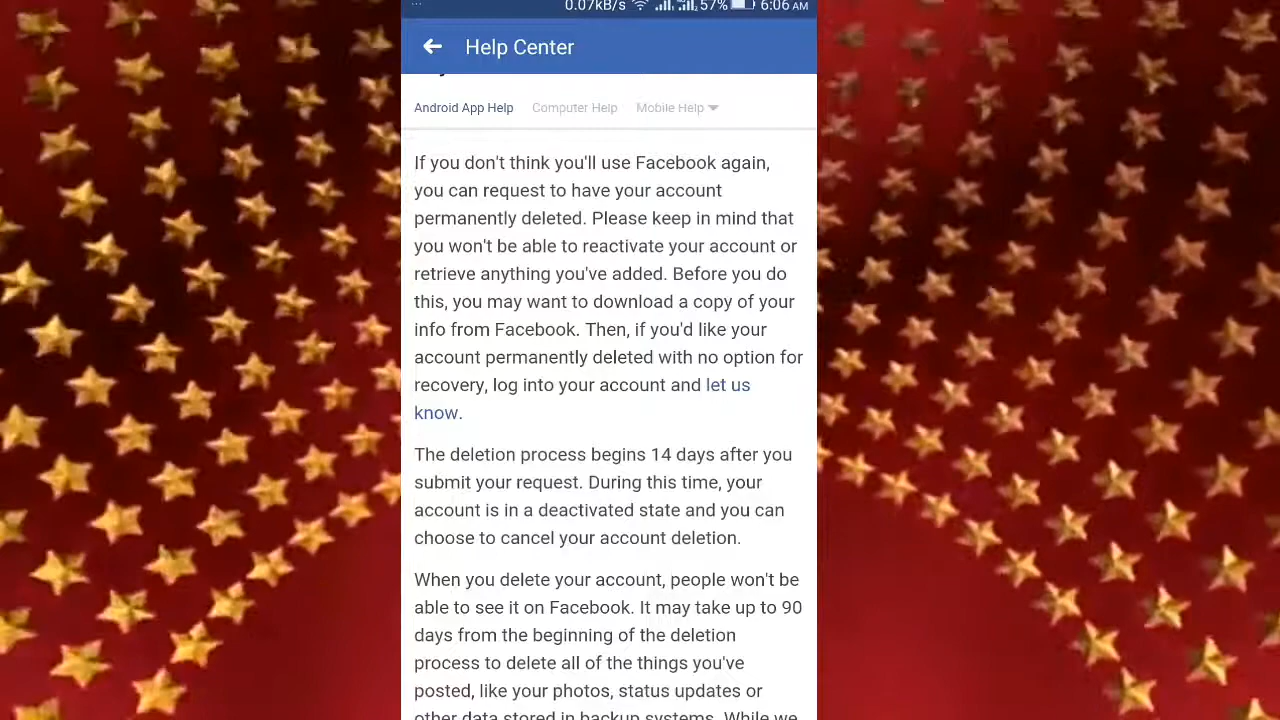 0.07kB/s 57% 6:06 AM
Help Center
Android App Help Computer Help Mobile Help
If you don't think you'll use Facebook again,
you can request to have your account
permanently deleted. Please keep in mind that
you won't be able to reactivate your account or
retrieve anything you've added. Before you do
this, you may want to download a copy of your
info from Facebook. Then, if you'd like your
account permanently deleted with no option for
recovery, log into your account and let us
know.
The deletion process begins 14 days after you
submit your request. During this time, your
account is in a deactivated state and you can
choose to cancel your account deletion.
When you delete your account, people won't be
able to see it on Facebook. It may take up to 90
days from the beginning of the deletion
process to delete all of the things you've
posted, like your photos, status updates or
other data stored in backup systems. While we